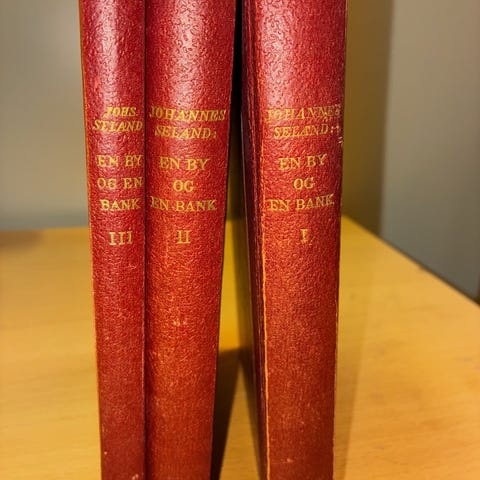 JOHS.
SELAND
EN BY
OG EN
BANK
III
JOHANNES
SELAND:
EN BY
OG
EN BANK
II
JOHANNES
SELAND:
EN BY
OG
EN BANK
I